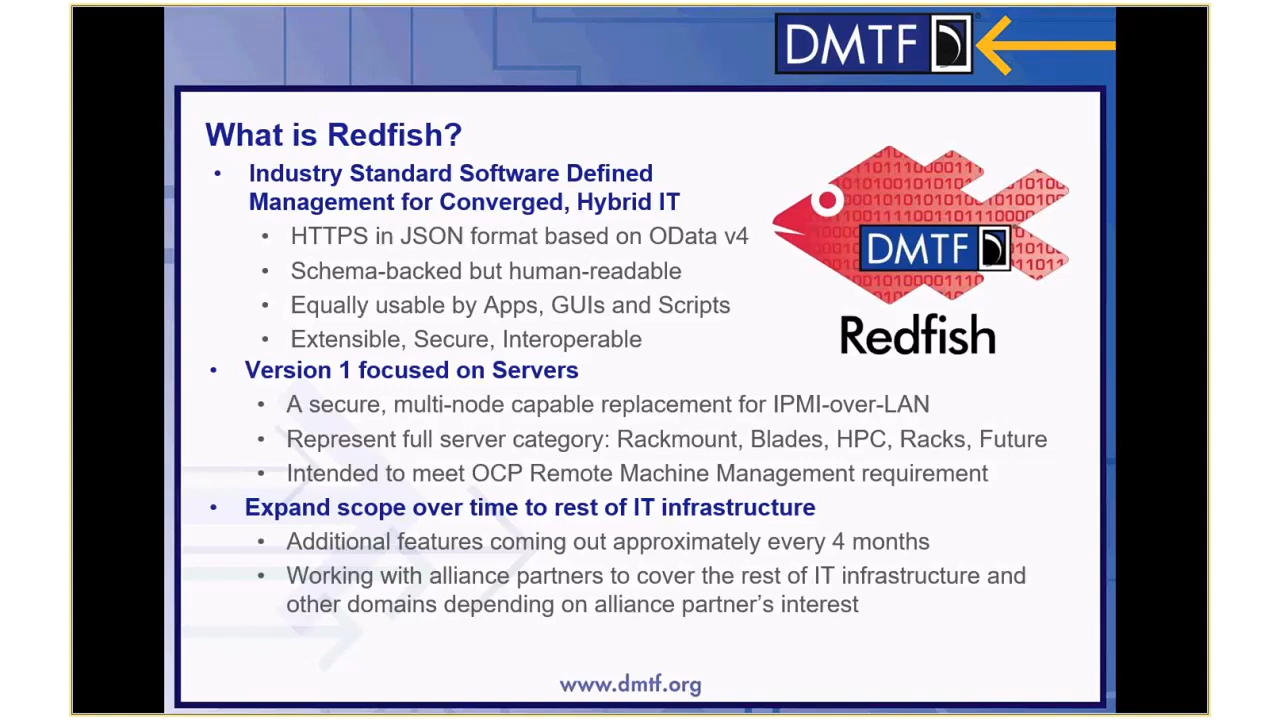 DMTF
What is Redfish?
• Industry Standard Software Defined
Management for Converged, Hybrid IT
• HTTPS in JSON format based on OData v4
• Schema-backed but human-readable
• Equally usable by Apps, GUIs and Scripts
• Extensible, Secure, Interoperable
DMTF
Redfish
• Version 1 focused on Servers
• A secure, multi-node capable replacement for IPMI-over-LAN
• Represent full server category: Rackmount, Blades, HPC, Racks, Future
• Intended to meet OCP Remote Machine Management requirement
• Expand scope over time to rest of IT infrastructure
• Additional features coming out approximately every 4 months
• Working with alliance partners to cover the rest of IT infrastructure and
other domains depending on alliance partner's interest
www.dmtf.org